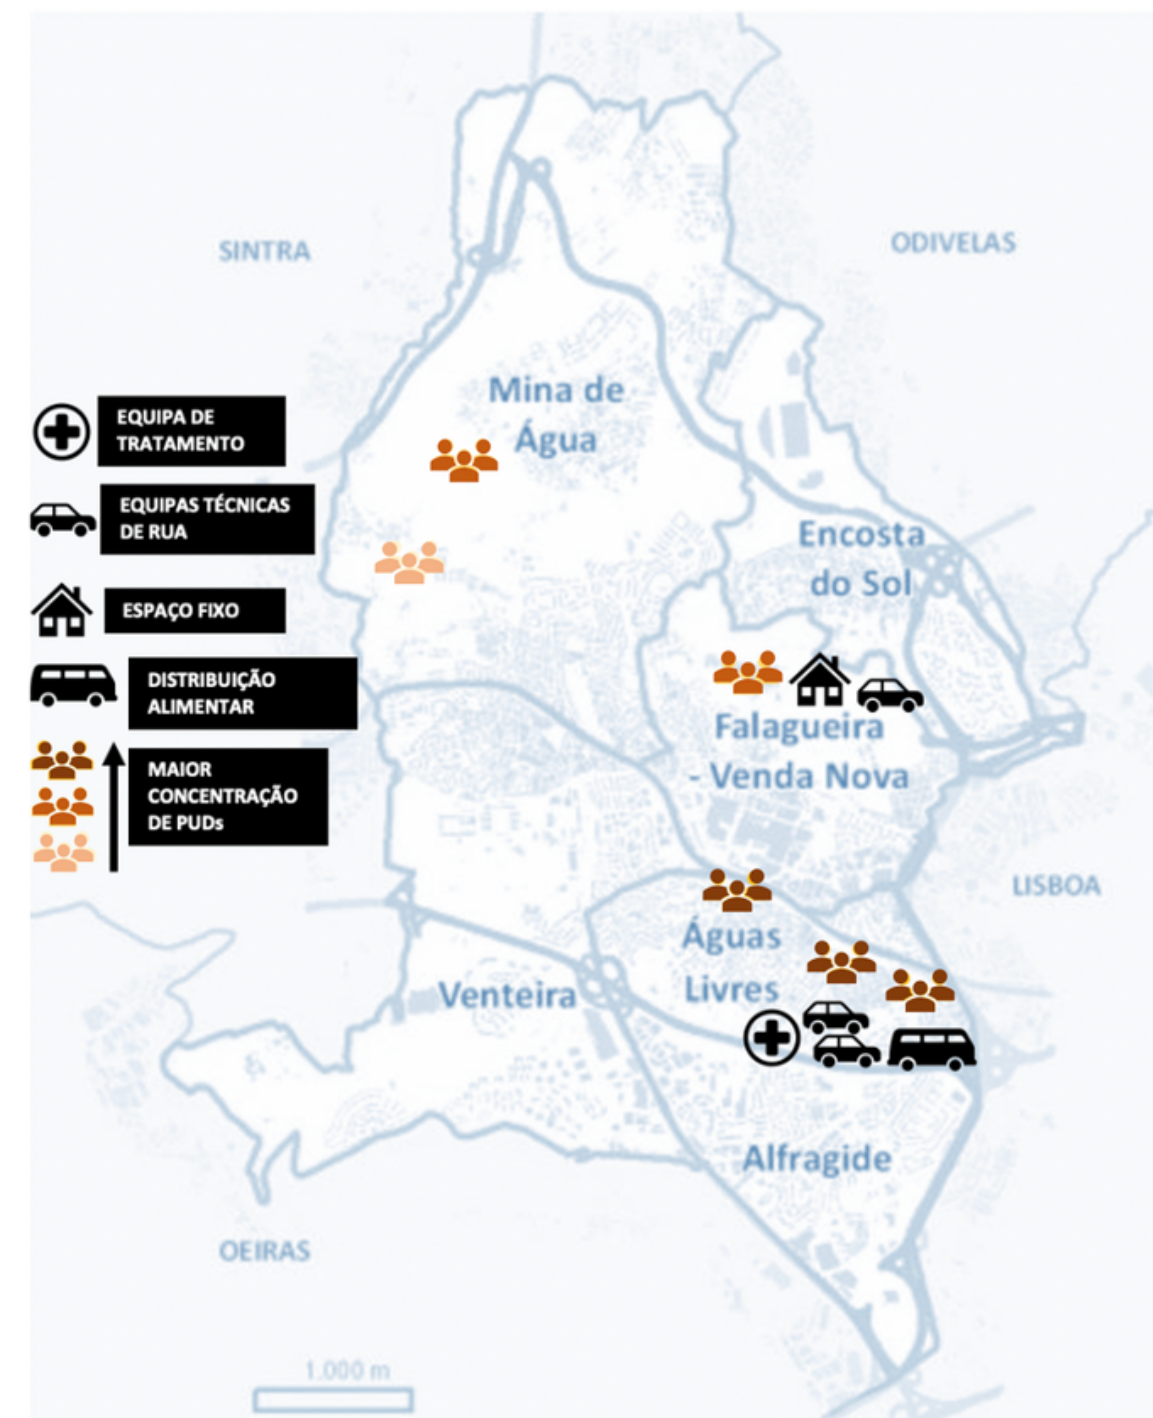 SINTRA
ODIVELAS
Mina de
Água
EQUIPA DE
TRATAMENTO
EQUIPAS TÉCNICAS
DE RUA
ESPAÇO FIXO
DISTRIBUIÇÃO
ALIMENTAR
MAIOR
CONCENTRAÇÃO
DE PUDs
Encosta
do Sol
Falagueira
- Venda Nova
LISBOA
Águas
Livres
Venteira
Alfragide
OEIRAS
1.000 m